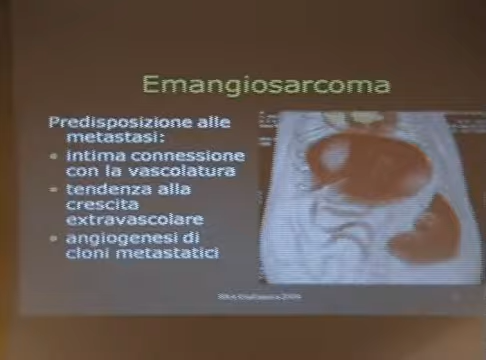 Emangiosarcoma
Predisposizione alle
metastasi:
intima connessione
con la vascolatura
tendenza alla
crescita
extravascolare
angiogenesi di
cloni metastatici